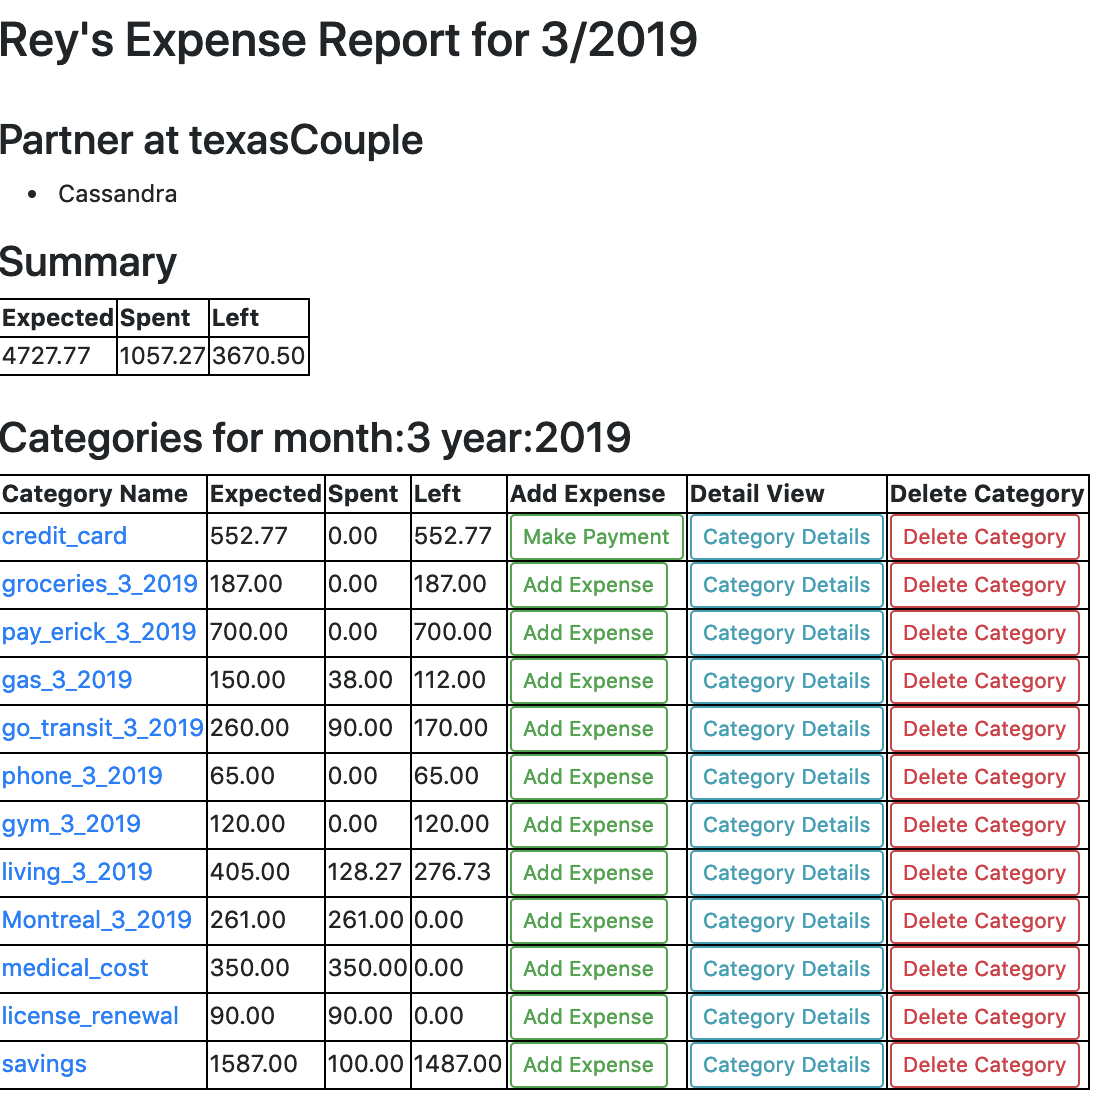 Rey's Expense Report for 3/2019
Partner at texasCouple
• Cassandra
Summary
Expected Spent Left
4727.77 1057.27 3670.50
Categories for month:3 year:2019
Category Name Expected Spent Left Add Expense Detail View Delete Category
credit_card 552.77 0.00 552.77 Make Payment Category Details Delete Category
groceries_3_2019 187.00 0.00 187.00 Add Expense Category Details Delete Category
pay_erick_3_2019 700.00 0.00 700.00 Add Expense Category Details Delete Category
gas_3_2019 150.00 38.00 112.00 Add Expense Category Details Delete Category
go_transit_3_2019 260.00 90.00 170.00 Add Expense Category Details Delete Category
phone_3_2019 65.00 0.00 65.00 Add Expense Category Details Delete Category
gym_3_2019 120.00 0.00 120.00 Add Expense Category Details Delete Category
living_3_2019 405.00 128.27 276.73 Add Expense Category Details Delete Category
Montreal_3_2019 261.00 261.00 0.00 Add Expense Category Details Delete Category
medical_cost 350.00 350.00 0.00 Add Expense Category Details Delete Category
license_renewal 90.00 90.00 0.00 Add Expense Category Details Delete Category
savings 1587.00 100.00 1487.00 Add Expense Category Details Delete Category